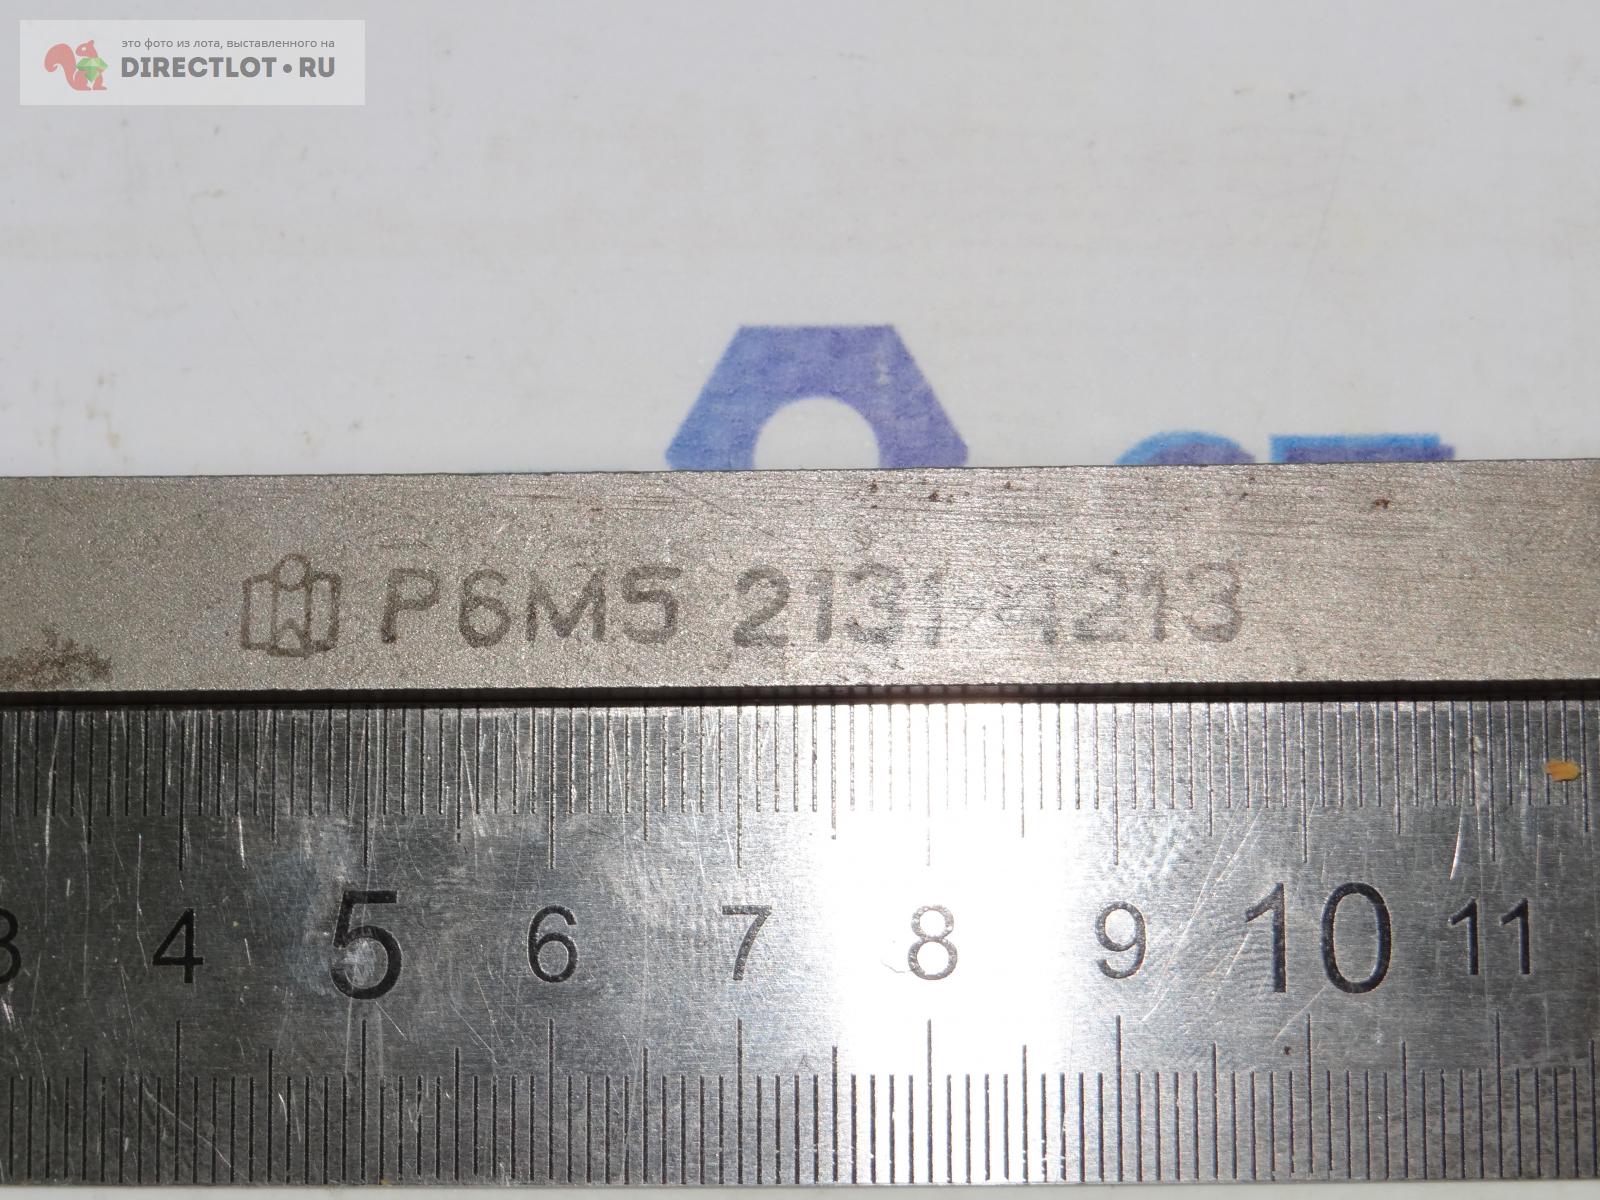 это фото из лота, выставленного на
DIRECTLOT•RU
Р6М5 2131-4213
3 4 5 6 7 8 9 10 11